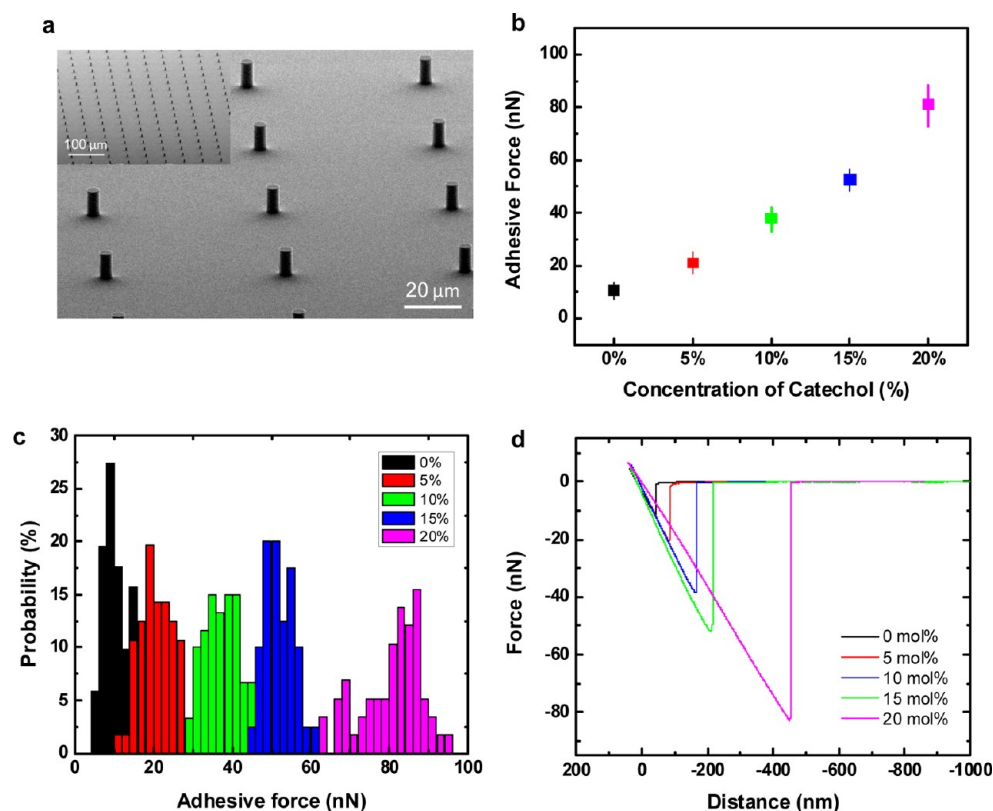 a
100 μm
20 μm
b
Adhesive Force (nN)
100
80
60
40
20
0
0% 5% 10% 15% 20%
Concentration of Catechol (%)
c
Probability (%)
30
25
20
15
10
5
0
0%
5%
10%
15%
20%
0 20 40 60 80 100
Adhesive force (nN)
d
Force (nN)
0
-20
-40
-60
-80
0 mol%
5 mol%
10 mol%
15 mol%
20 mol%
200 0 -200 -400 -600 -800 -1000
Distance (nm)